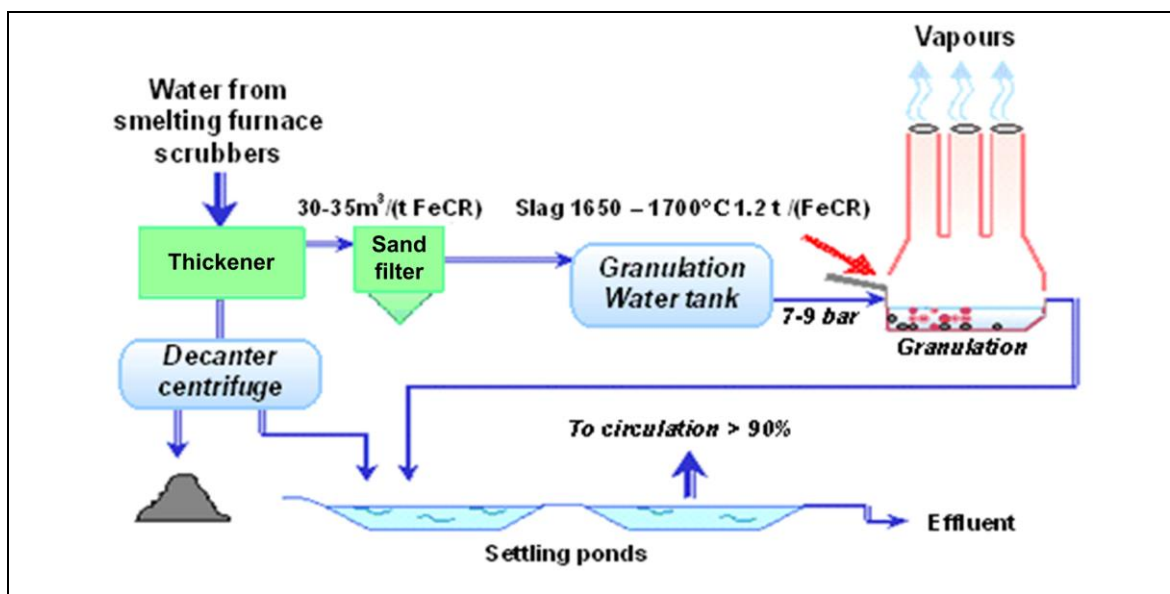 Vapours
Water from
smelting furnace
scrubbers
30-35m³/(t FeCR)
Slag 1650 – 1700°C 1.2 t /(FeCR)
Thickener
Sand
filter
Granulation
Water tank
7-9 bar
Granulation
Decanter
centrifuge
To circulation > 90%
Effluent
Settling ponds